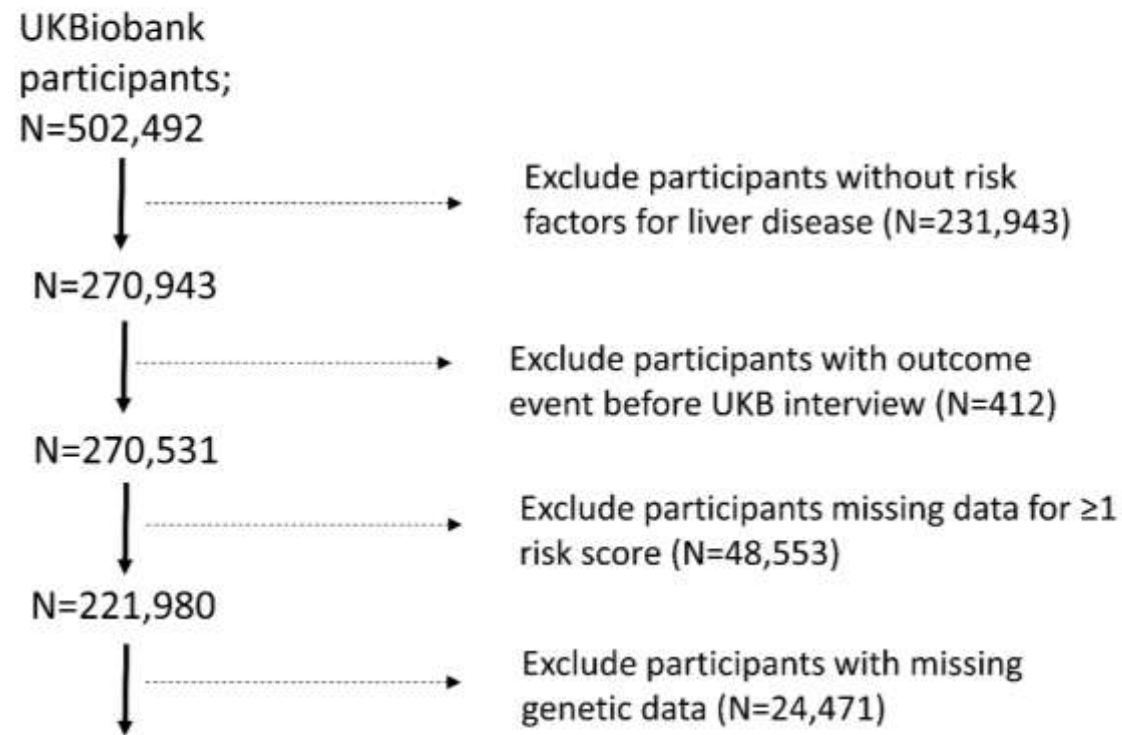 UKBiobank
participants;
N=502,492
Exclude participants without risk
factors for liver disease (N=231,943)
N=270,943
Exclude participants with outcome
event before UKB interview (N=412)
N=270,531
Exclude participants missing data for ≥1
risk score (N=48,553)
N=221,980
Exclude participants with missing
genetic data (N=24,471)